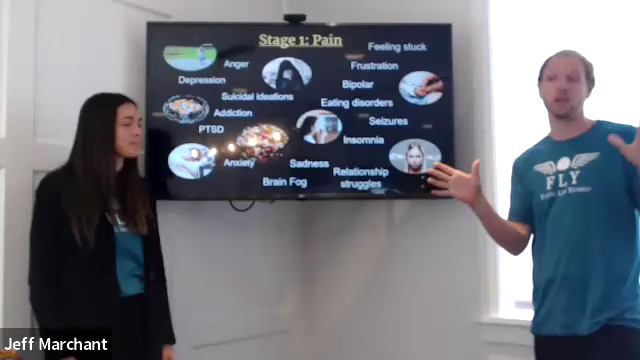 Stage 1: Pain
Feeling stuck
Anger
Frustration
Depression
Bipolar
Suicidal ideations
Eating disorders
Addiction
Seizures
PTSD
Insomnia
Anxiety
Sadness
Relationship
struggles
Brain Fog
FLY
Jeff Marchant